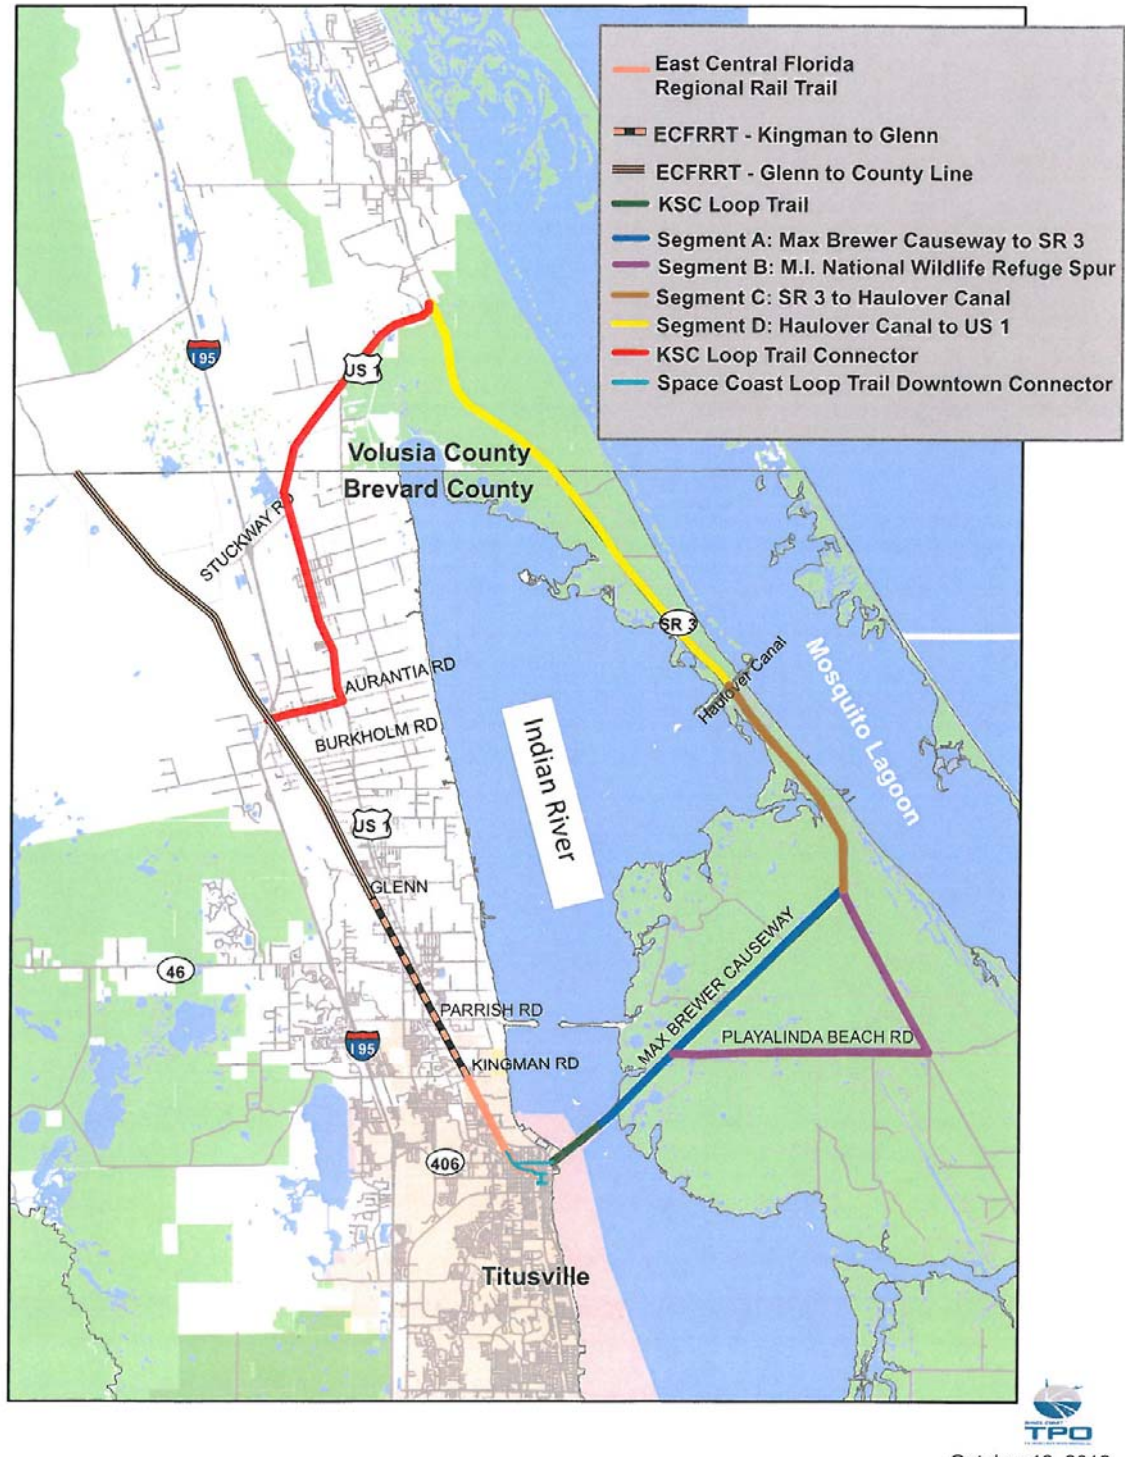 East Central Florida
Regional Rail Trail
ECFRRT - Kingman to Glenn
ECFRRT - Glenn to County Line
KSC Loop Trail
Segment A: Max Brewer Causeway to SR 3
Segment B: M.I. National Wildlife Refuge Spur
Segment C: SR 3 to Haulover Canal
Segment D: Haulover Canal to US 1
KSC Loop Trail Connector
Space Coast Loop Trail Downtown Connector
I 95
US 1
Volusia County
Brevard County
STUCKWAY RD
SR 3
Haulover Canal
Mosquito Lagoon
AURANTIA RD
BURKHOLM RD
Indian River
US 1
GLENN
46
MAX BREWER CAUSEWAY
PARRISH RD
I 95
PLAYALINDA BEACH RD
KINGMAN RD
406
Titusville
TPO